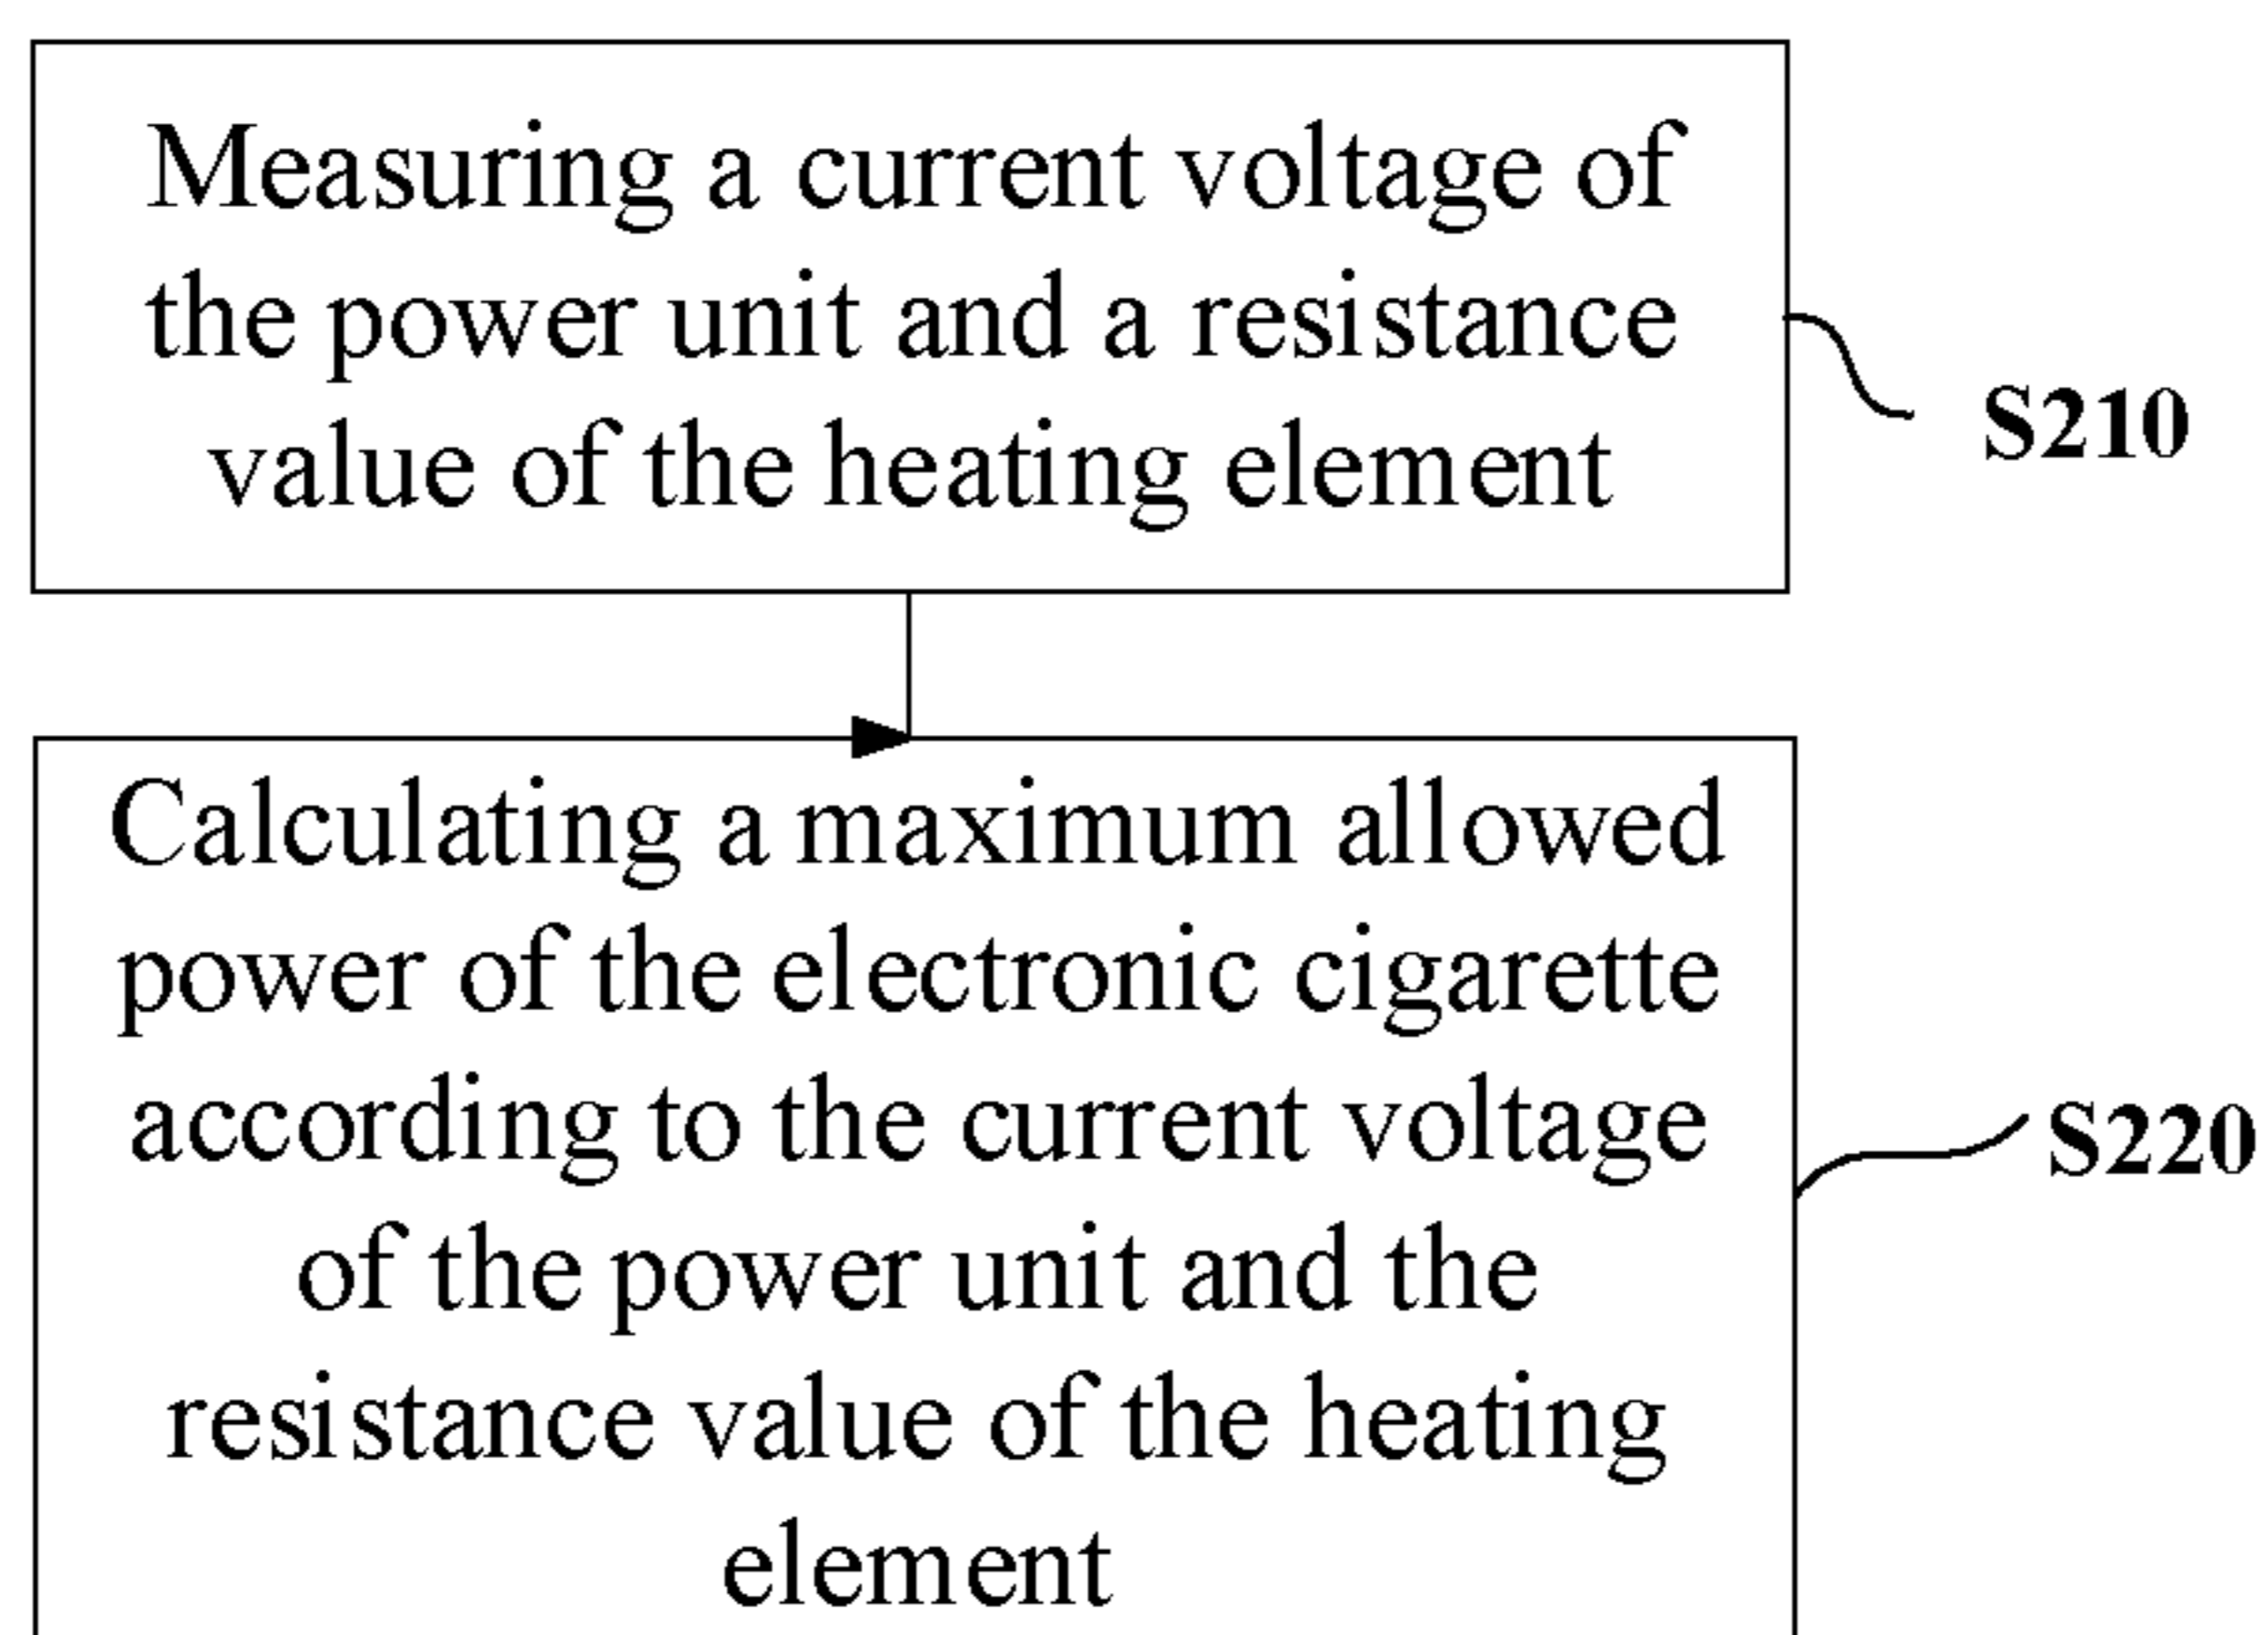 Measuring a current voltage of
the power unit and a resistance
value of the heating element
S210
Calculating a maximum allowed
power of the electronic cigarette
according to the current voltage
of the power unit and the
resistance value of the heating
element
S220